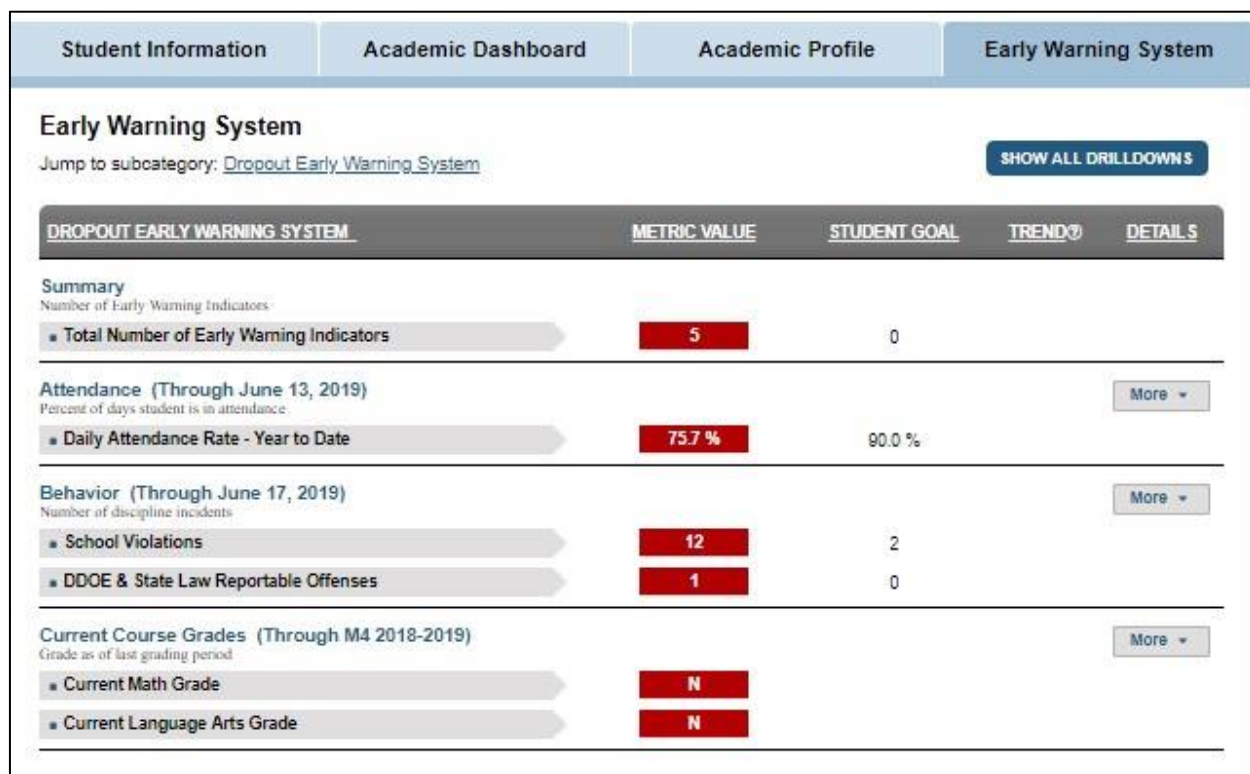 Student Information Academic Dashboard Academic Profile Early Warning System
Early Warning System
Jump to subcategory: Dropout Early Warning System
SHOW ALL DRILLDOWNS
DROPOUT EARLY WARNING SYSTEM METRIC VALUE STUDENT GOAL TREND? DETAILS
Summary
Number of Early Warning Indicators
Total Number of Early Warning Indicators 5 0
Attendance (Through June 13, 2019) More
Percent of days student is in attendance
Daily Attendance Rate - Year to Date 75.7 % 90.0 %
Behavior (Through June 17, 2019) More
Number of discipline incidents
School Violations 12 2
DDOE & State Law Reportable Offenses 1 0
Current Course Grades (Through M4 2018-2019) More
Grade as of last grading period
Current Math Grade N
Current Language Arts Grade N